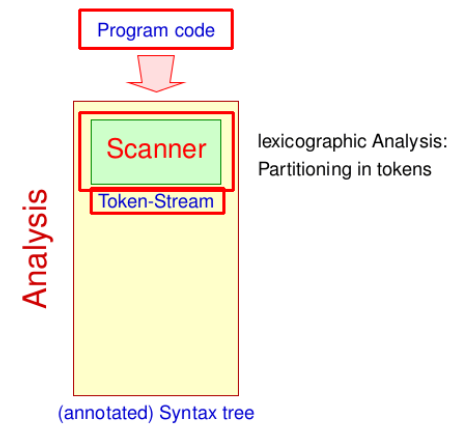 Program code
Scanner
lexicographic Analysis:
Partitioning in tokens
Token-Stream
Analysis
(annotated) Syntax tree